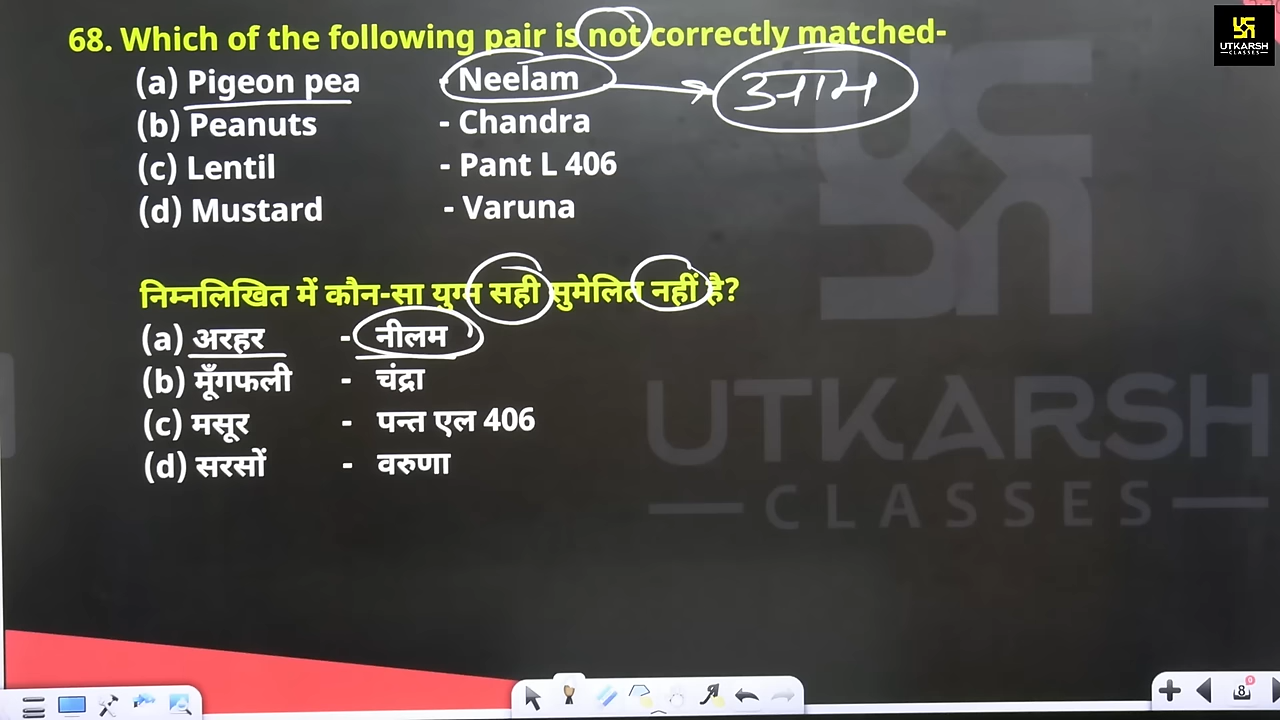 68. Which of the following pair is not correctly matched-
(a) Pigeon pea - Neelam आम
(b) Peanuts - Chandra
(c) Lentil - Pant L 406
(d) Mustard - Varuna
निम्नलिखित में कौन-सा युग्म सही सुमेलित नहीं है?
(a) अरहर - नीलम
(b) मूँगफली - चंद्रा
(c) मसूर - पन्त एल 406
(d) सरसों - वरुणा
UTKARSH
CLASSES
UTKARSH
CLASSES
8